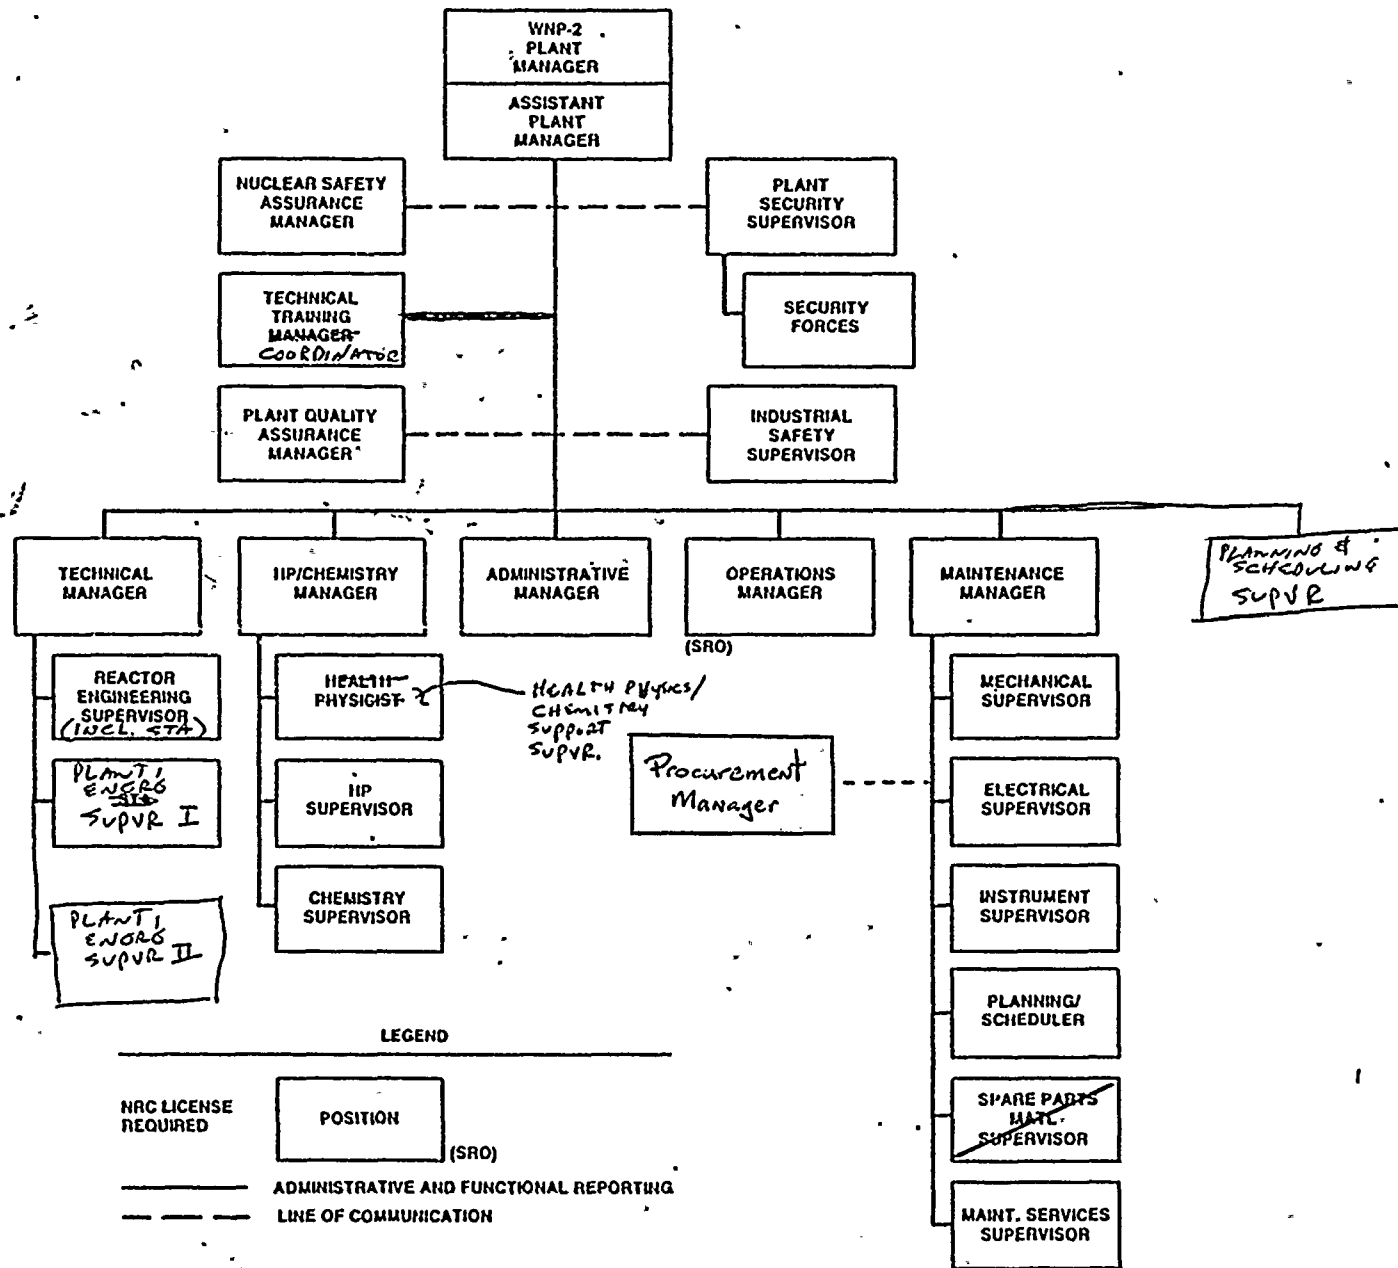 WNP-2
PLANT
MANAGER
ASSISTANT
PLANT
MANAGER
NUCLEAR SAFETY
ASSURANCE
MANAGER
PLANT
SECURITY
SUPERVISOR
TECHNICAL
TRAINING
MANAGER
COORDINATOR
SECURITY
FORCES
PLANT QUALITY
ASSURANCE
MANAGER
INDUSTRIAL
SAFETY
SUPERVISOR
TECHNICAL
MANAGER
HP/CHEMISTRY
MANAGER
ADMINISTRATIVE
MANAGER
OPERATIONS
MANAGER
(SRO)
MAINTENANCE
MANAGER
PLANNING &
SCHEDULING
SUPVR
REACTOR
ENGINEERING
SUPERVISOR
(INCL. STA)
HEALTH
PHYSICIST
HEALTH PHYSICS/
CHEMISTRY
SUPPORT
SUPVR.
MECHANICAL
SUPERVISOR
PLANT
ENGRG
STA
SUPVR I
HP
SUPERVISOR
Procurement
Manager
ELECTRICAL
SUPERVISOR
PLANT
ENGRG
SUPVR II
CHEMISTRY
SUPERVISOR
INSTRUMENT
SUPERVISOR
PLANNING/
SCHEDULER
SPARE PARTS
MATL.
SUPERVISOR
MAINT. SERVICES
SUPERVISOR
LEGEND
NRC LICENSE
REQUIRED
POSITION
(SRO)
ADMINISTRATIVE AND FUNCTIONAL REPORTING
LINE OF COMMUNICATION